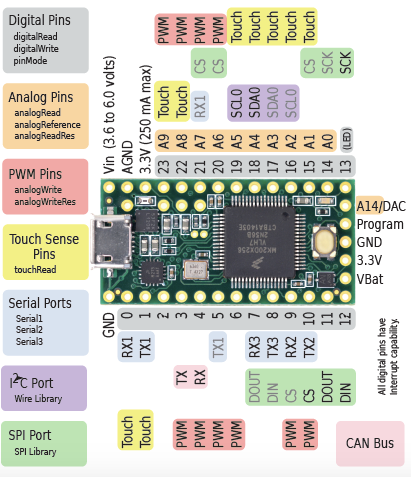 Digital Pins
digitalRead
digitalWrite
pinMode
Analog Pins
analogRead
analogReference
analogReadRes
PWM Pins
analogWrite
analogWriteRes
Touch Sense
Pins
touchRead
Serial Ports
Serial1
Serial2
Serial3
I²C Port
Wire Library
SPI Port
SPI Library
PWM PWM PWM PWM Touch Touch Touch Touch Touch
CS CS CS SCK SCK
Touch Touch RX1 SCL0 SDA0 SDA0 SCL0
Vin (3.6 to 6.0 volts)
AGND
3.3V (250 mA max)
A9 A8 A7 A6 A5 A4 A3 A2 A1 A0 (LED)
23 22 21 20 19 18 17 16 15 14 13
MK20DX256
VLH7
A14/DAC
Program
GND
3.3V
VBat
GND 0 1 2 3 4 5 6 7 8 9 10 11 12
RX1 TX1 TX1 RX3 TX3 RX2 TX2
TX RX
DOUT DIN CS CS DOUT DIN
Touch Touch PWM PWM PWM PWM PWM PWM
All digital pins have
Interrupt capability.
CAN Bus